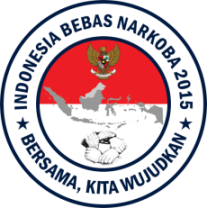 INDONESIA BEBAS NARKOBA 2015
BERSAMA, KITA WUJUDKAN